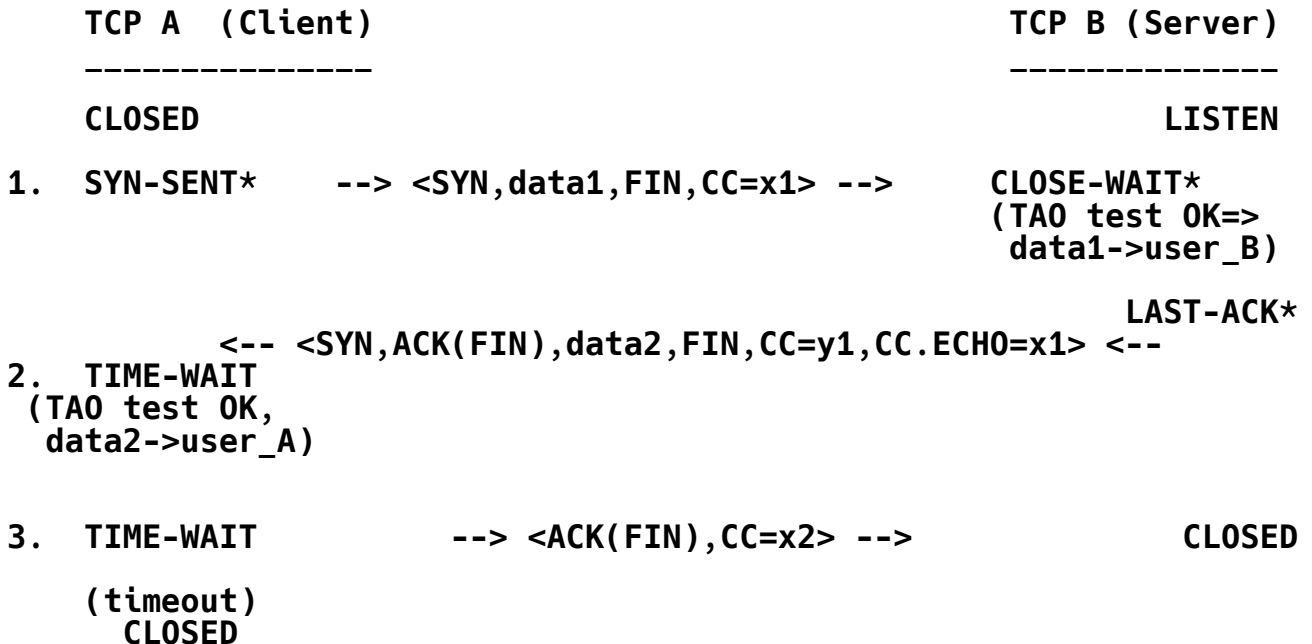 TCP A  (Client)                                 TCP B (Server)
_______________                                 ______________
CLOSED                                                  LISTEN
1.  SYN-SENT*    --> <SYN,data1,FIN,CC=x1> -->     CLOSE-WAIT*
(TAO test OK=>
data1->user_B)
LAST-ACK*
<-- <SYN,ACK(FIN),data2,FIN,CC=y1,CC.ECHO=x1> <--
2.  TIME-WAIT
(TAO test OK,
data2->user_A)
3.  TIME-WAIT          --> <ACK(FIN),CC=x2> -->              CLOSED
(timeout)
CLOSED